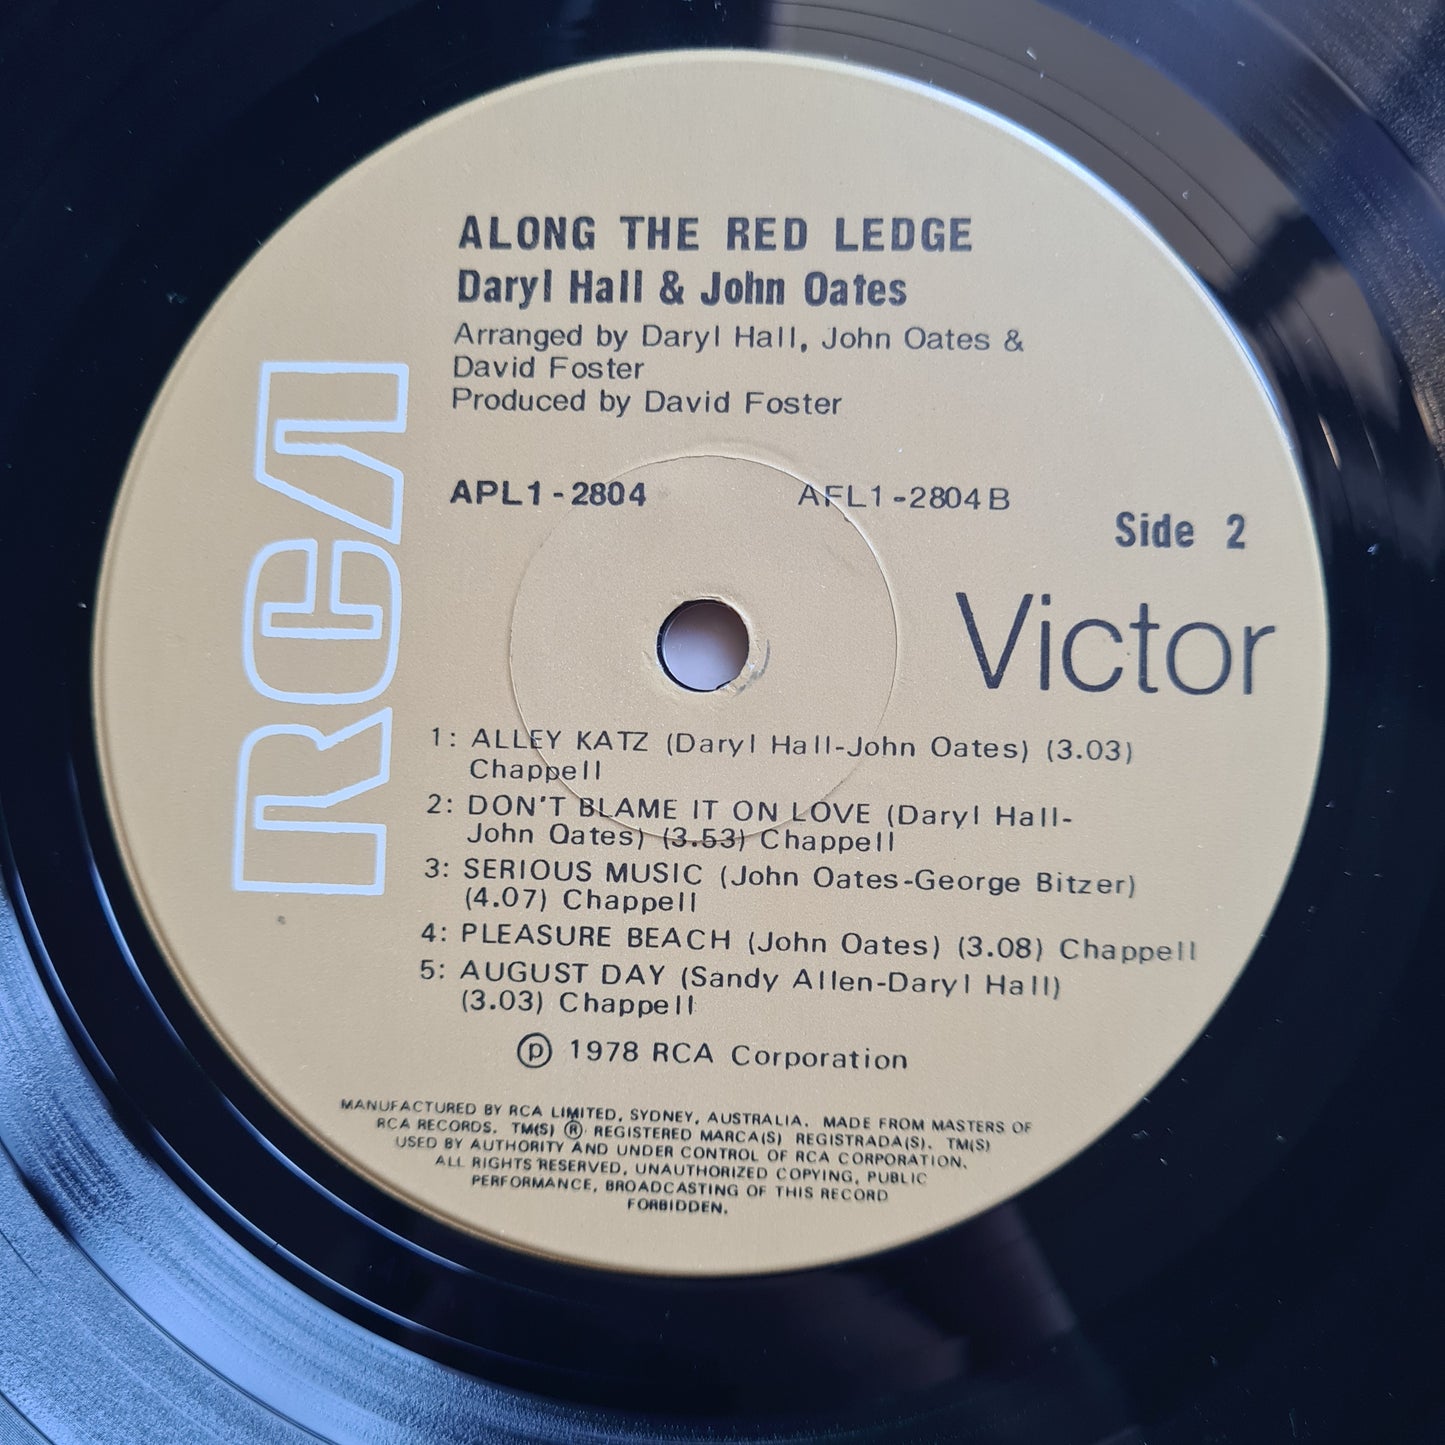 ALONG THE RED LEDGE
Daryl Hall & John Oates
Arranged by Daryl Hall, John Oates &
David Foster
Produced by David Foster
RCA
APL1-2804 AFL1-2804B
Side 2
Victor
1: ALLEY KATZ (Daryl Hall-John Oates) (3.03)
Chappell
2: DON'T BLAME IT ON LOVE (Daryl Hall-
John Oates) (3.53) Chappell
3: SERIOUS MUSIC (John Oates-George Bitzer)
(4.07) Chappell
4: PLEASURE BEACH (John Oates) (3.08) Chappell
5: AUGUST DAY (Sandy Allen-Daryl Hall)
(3.03) Chappell
℗ 1978 RCA Corporation
MANUFACTURED BY RCA LIMITED, SYDNEY, AUSTRALIA. MADE FROM MASTERS OF
RCA RECORDS. TM(S) ® REGISTERED MARCA(S) REGISTRADA(S). TM(S)
USED BY AUTHORITY AND UNDER CONTROL OF RCA CORPORATION.
ALL RIGHTS RESERVED, UNAUTHORIZED COPYING, PUBLIC
PERFORMANCE, BROADCASTING OF THIS RECORD
FORBIDDEN.